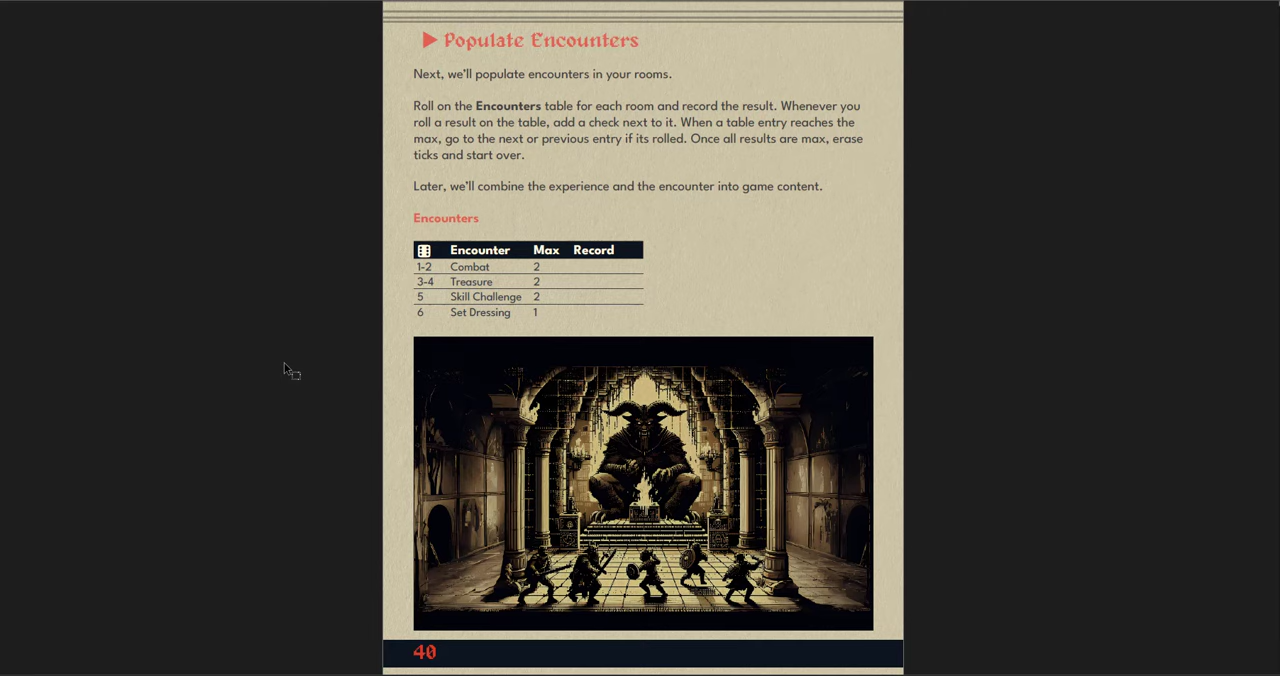 Populate Encounters
Next, we'll populate encounters in your rooms.
Roll on the Encounters table for each room and record the result. Whenever you
roll a result on the table, add a check next to it. When a table entry reaches the
max, go to the next or previous entry if its rolled. Once all results are max, erase
ticks and start over.
Later, we'll combine the experience and the encounter into game content.
Encounters
Encounter Max Record
1-2 Combat 2
3-4 Treasure 2
5 Skill Challenge 2
6 Set Dressing 1
40